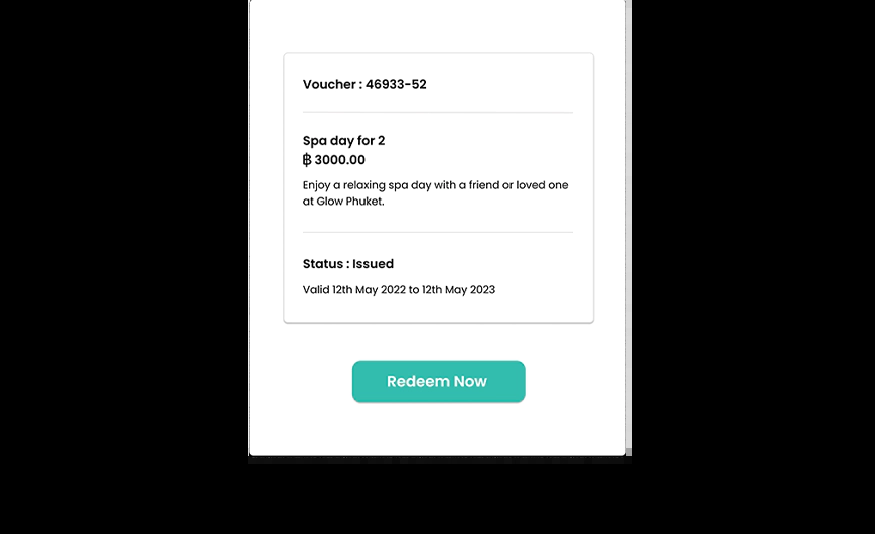 Voucher : 46933-52
Spa day for 2
฿ 3000.00
Enjoy a relaxing spa day with a friend or loved one
at Glow Phuket.
Status : Issued
Valid 12th May 2022 to 12th May 2023
Redeem Now